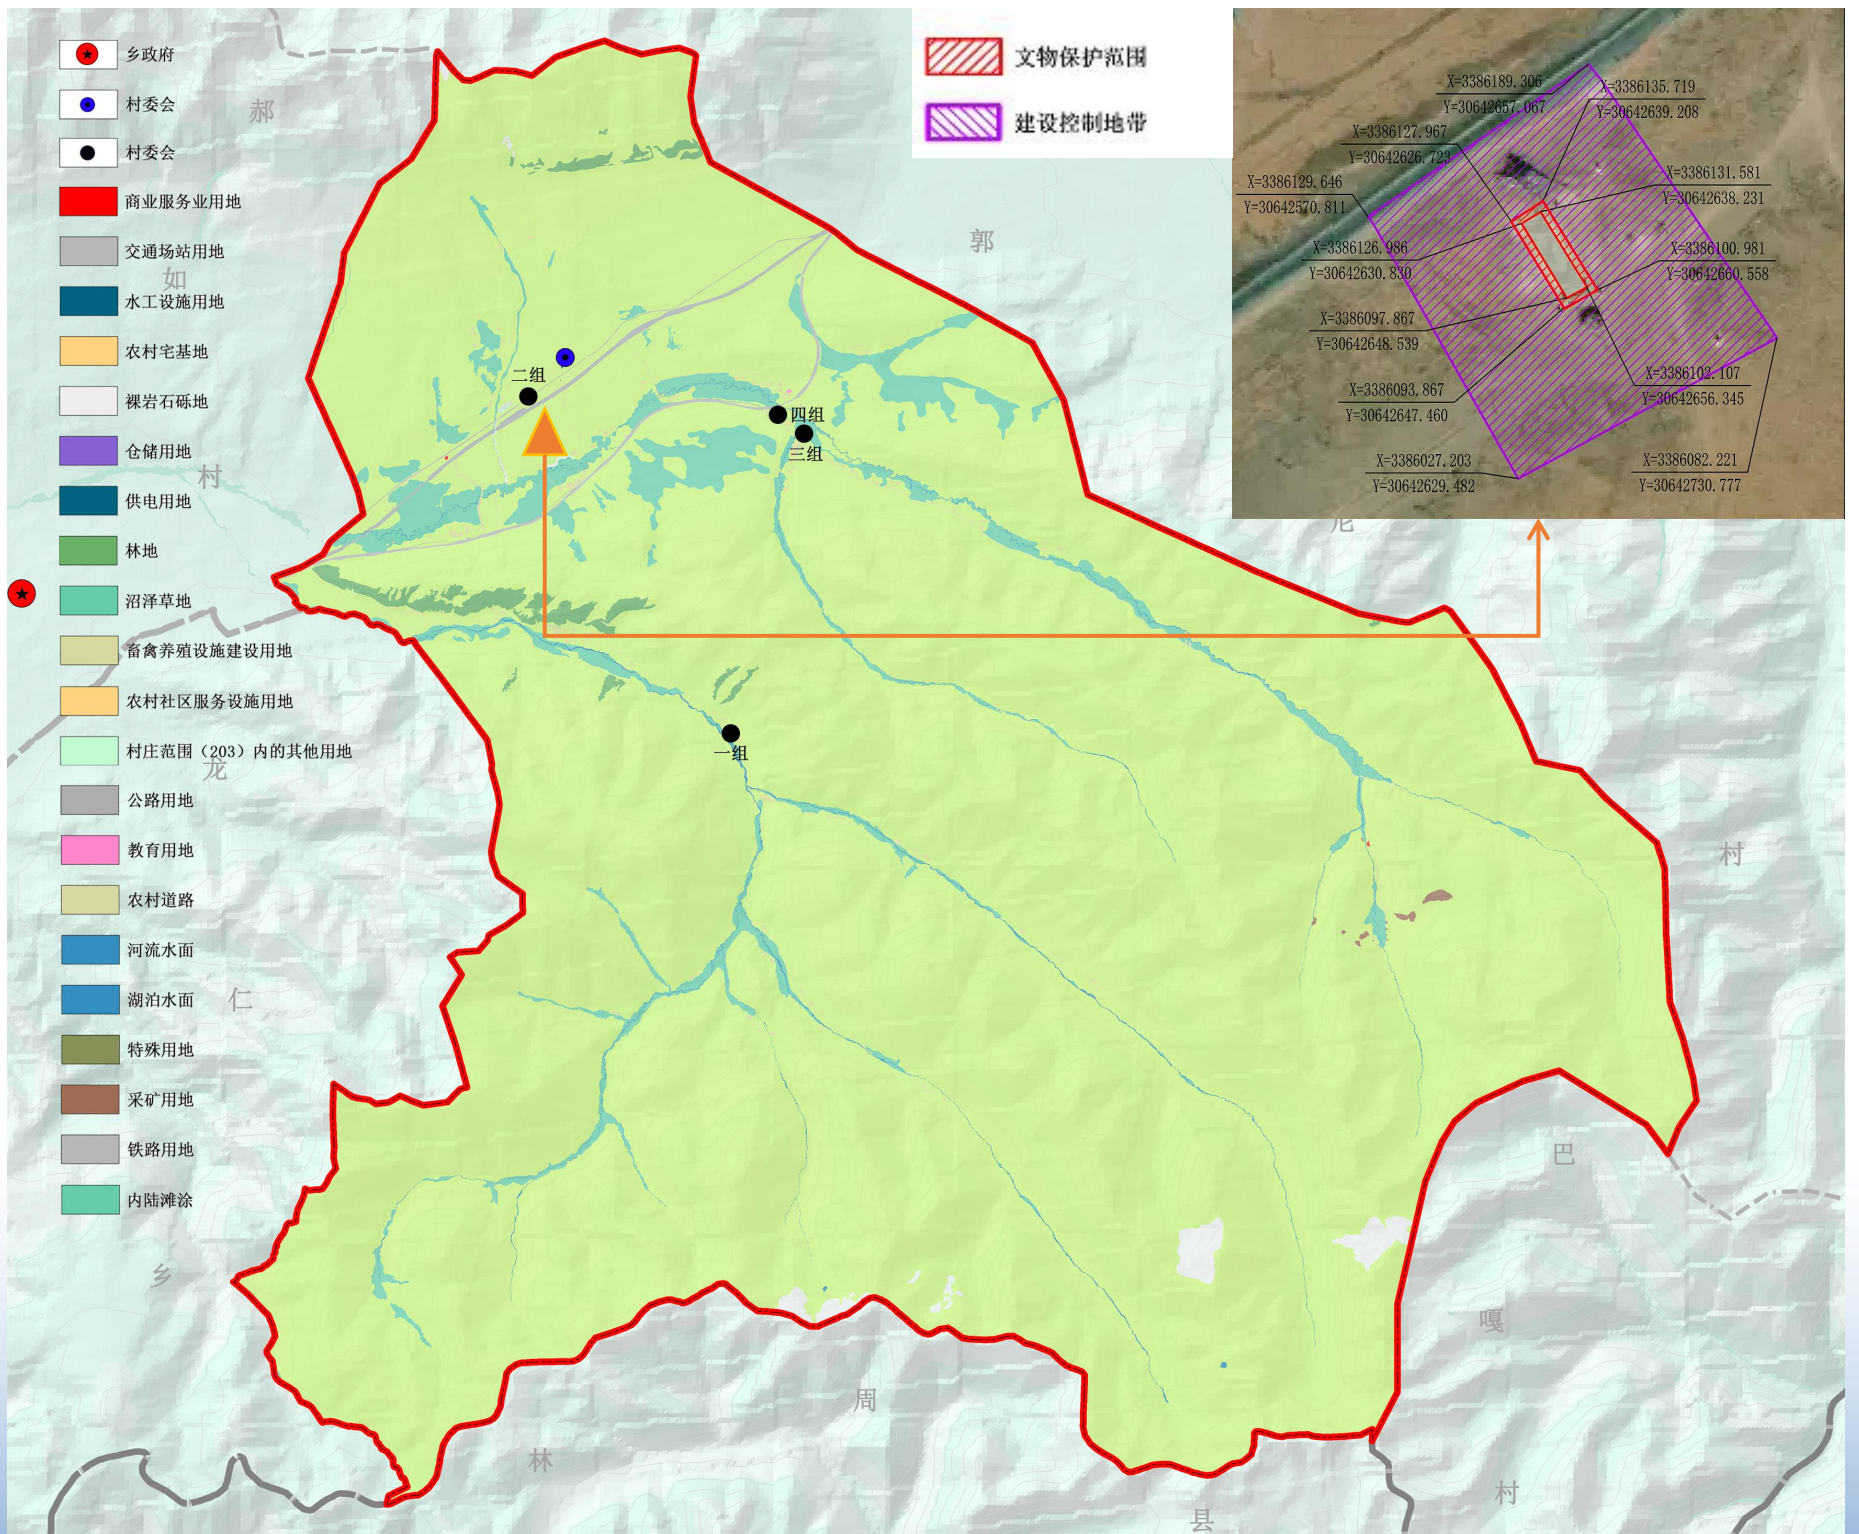 乡政府
村委会
村委会
商业服务业用地
交通场站用地
水工设施用地
农村宅基地
裸岩石砾地
仓储用地
供电用地
林地
沼泽草地
畜禽养殖设施建设用地
农村社区服务设施用地
村庄范围（203）内的其他用地
公路用地
教育用地
农村道路
河流水面
湖泊水面
特殊用地
采矿用地
铁路用地
内陆滩涂
郝
如
村
龙
仁
乡
郭
尼
村
巴
嘎
村
周
林
县
二组
四组
三组
一组
文物保护范围
建设控制地带
X=3386189.306
Y=30642657.067
X=3386135.719
Y=30642639.208
X=3386127.967
Y=30642626.723
X=3386129.646
Y=30642570.811
X=3386131.581
Y=30642638.231
X=3386126.986
Y=30642630.830
X=3386100.981
Y=30642660.558
X=3386097.867
Y=30642648.539
X=3386102.107
Y=30642656.345
X=3386093.867
Y=30642647.460
X=3386027.203
Y=30642629.482
X=3386082.221
Y=30642730.777